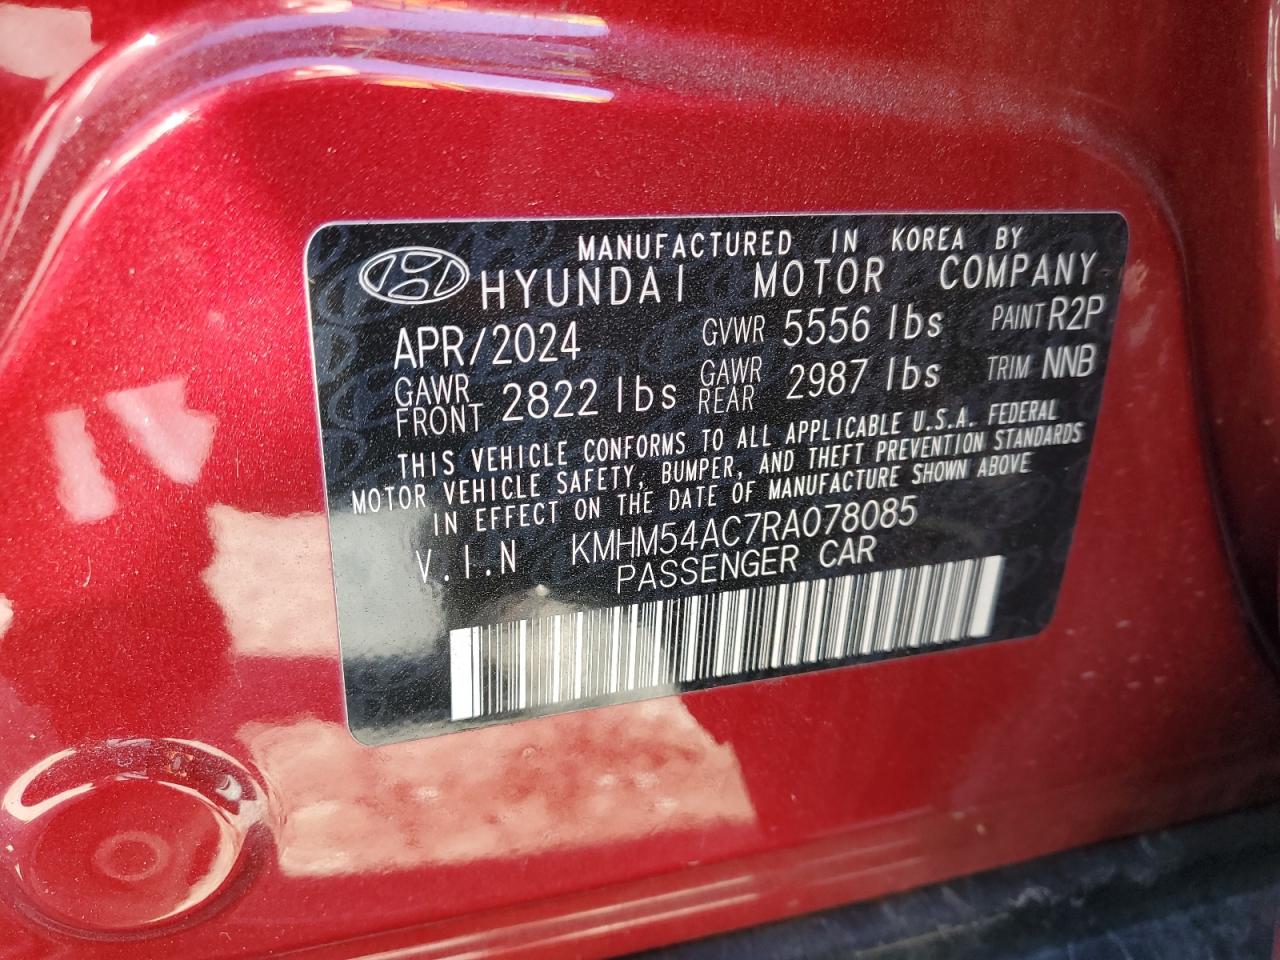 MANUFACTURED IN KOREA BY
HYUNDAI MOTOR COMPANY
APR/2024 GVWR 5556 lbs PAINT R2P
GAWR FRONT 2822 lbs GAWR REAR 2987 lbs TRIM NNB
THIS VEHICLE CONFORMS TO ALL APPLICABLE U.S.A. FEDERAL
MOTOR VEHICLE SAFETY, BUMPER, AND THEFT PREVENTION STANDARDS
IN EFFECT ON THE DATE OF MANUFACTURE SHOWN ABOVE
V.I.N KMHM54AC7RA078085
PASSENGER CAR